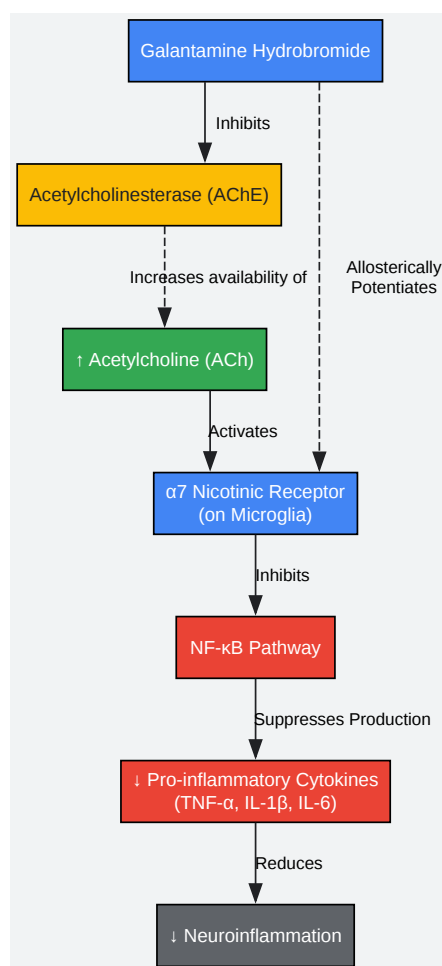 Galantamine Hydrobromide
Inhibits
Acetylcholinesterase (AChE)
Increases availability of
Allosterically
Potentiates
↑ Acetylcholine (ACh)
Activates
α7 Nicotinic Receptor
(on Microglia)
Inhibits
NF-κB Pathway
Suppresses Production
↓ Pro-inflammatory Cytokines
(TNF-α, IL-1β, IL-6)
Reduces
↓ Neuroinflammation